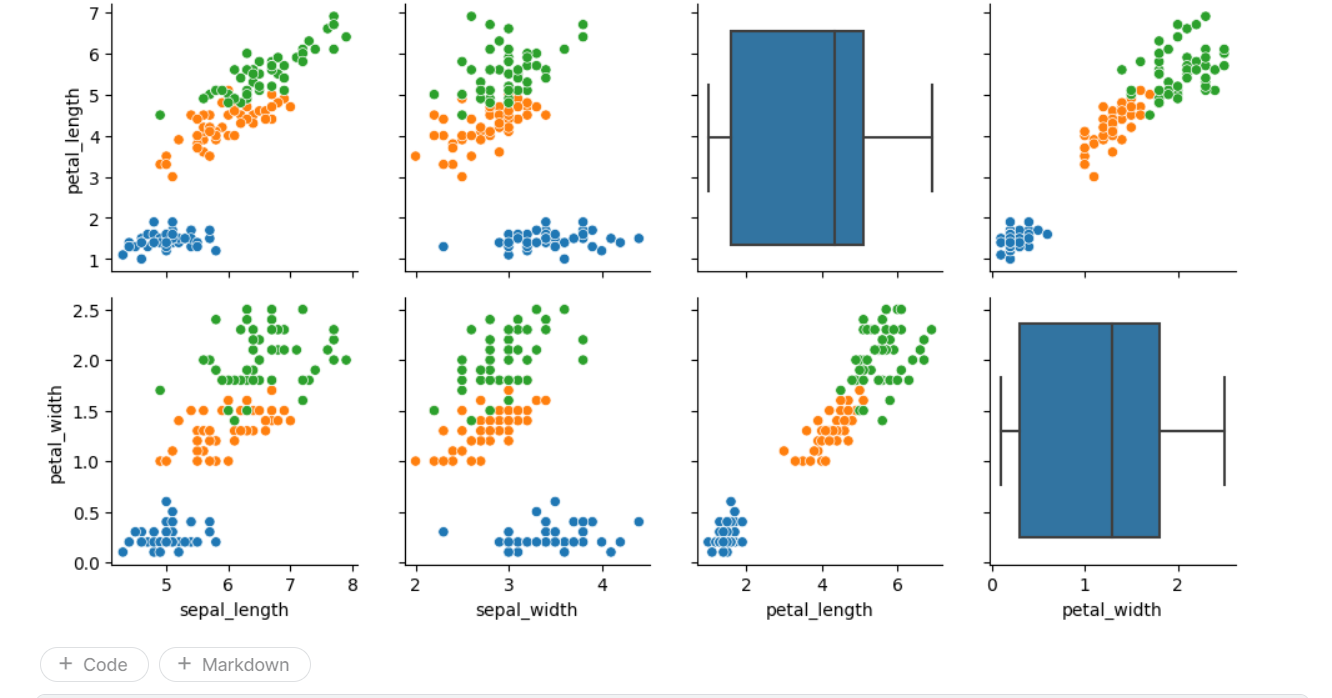 7
6
5
4
3
2
1
petal_length
2.5
2.0
1.5
1.0
0.5
0.0
petal_width
5 6 7 8
2 3 4
2 4 6
0 1 2
sepal_length
sepal_width
petal_length
petal_width
+ Code
+ Markdown